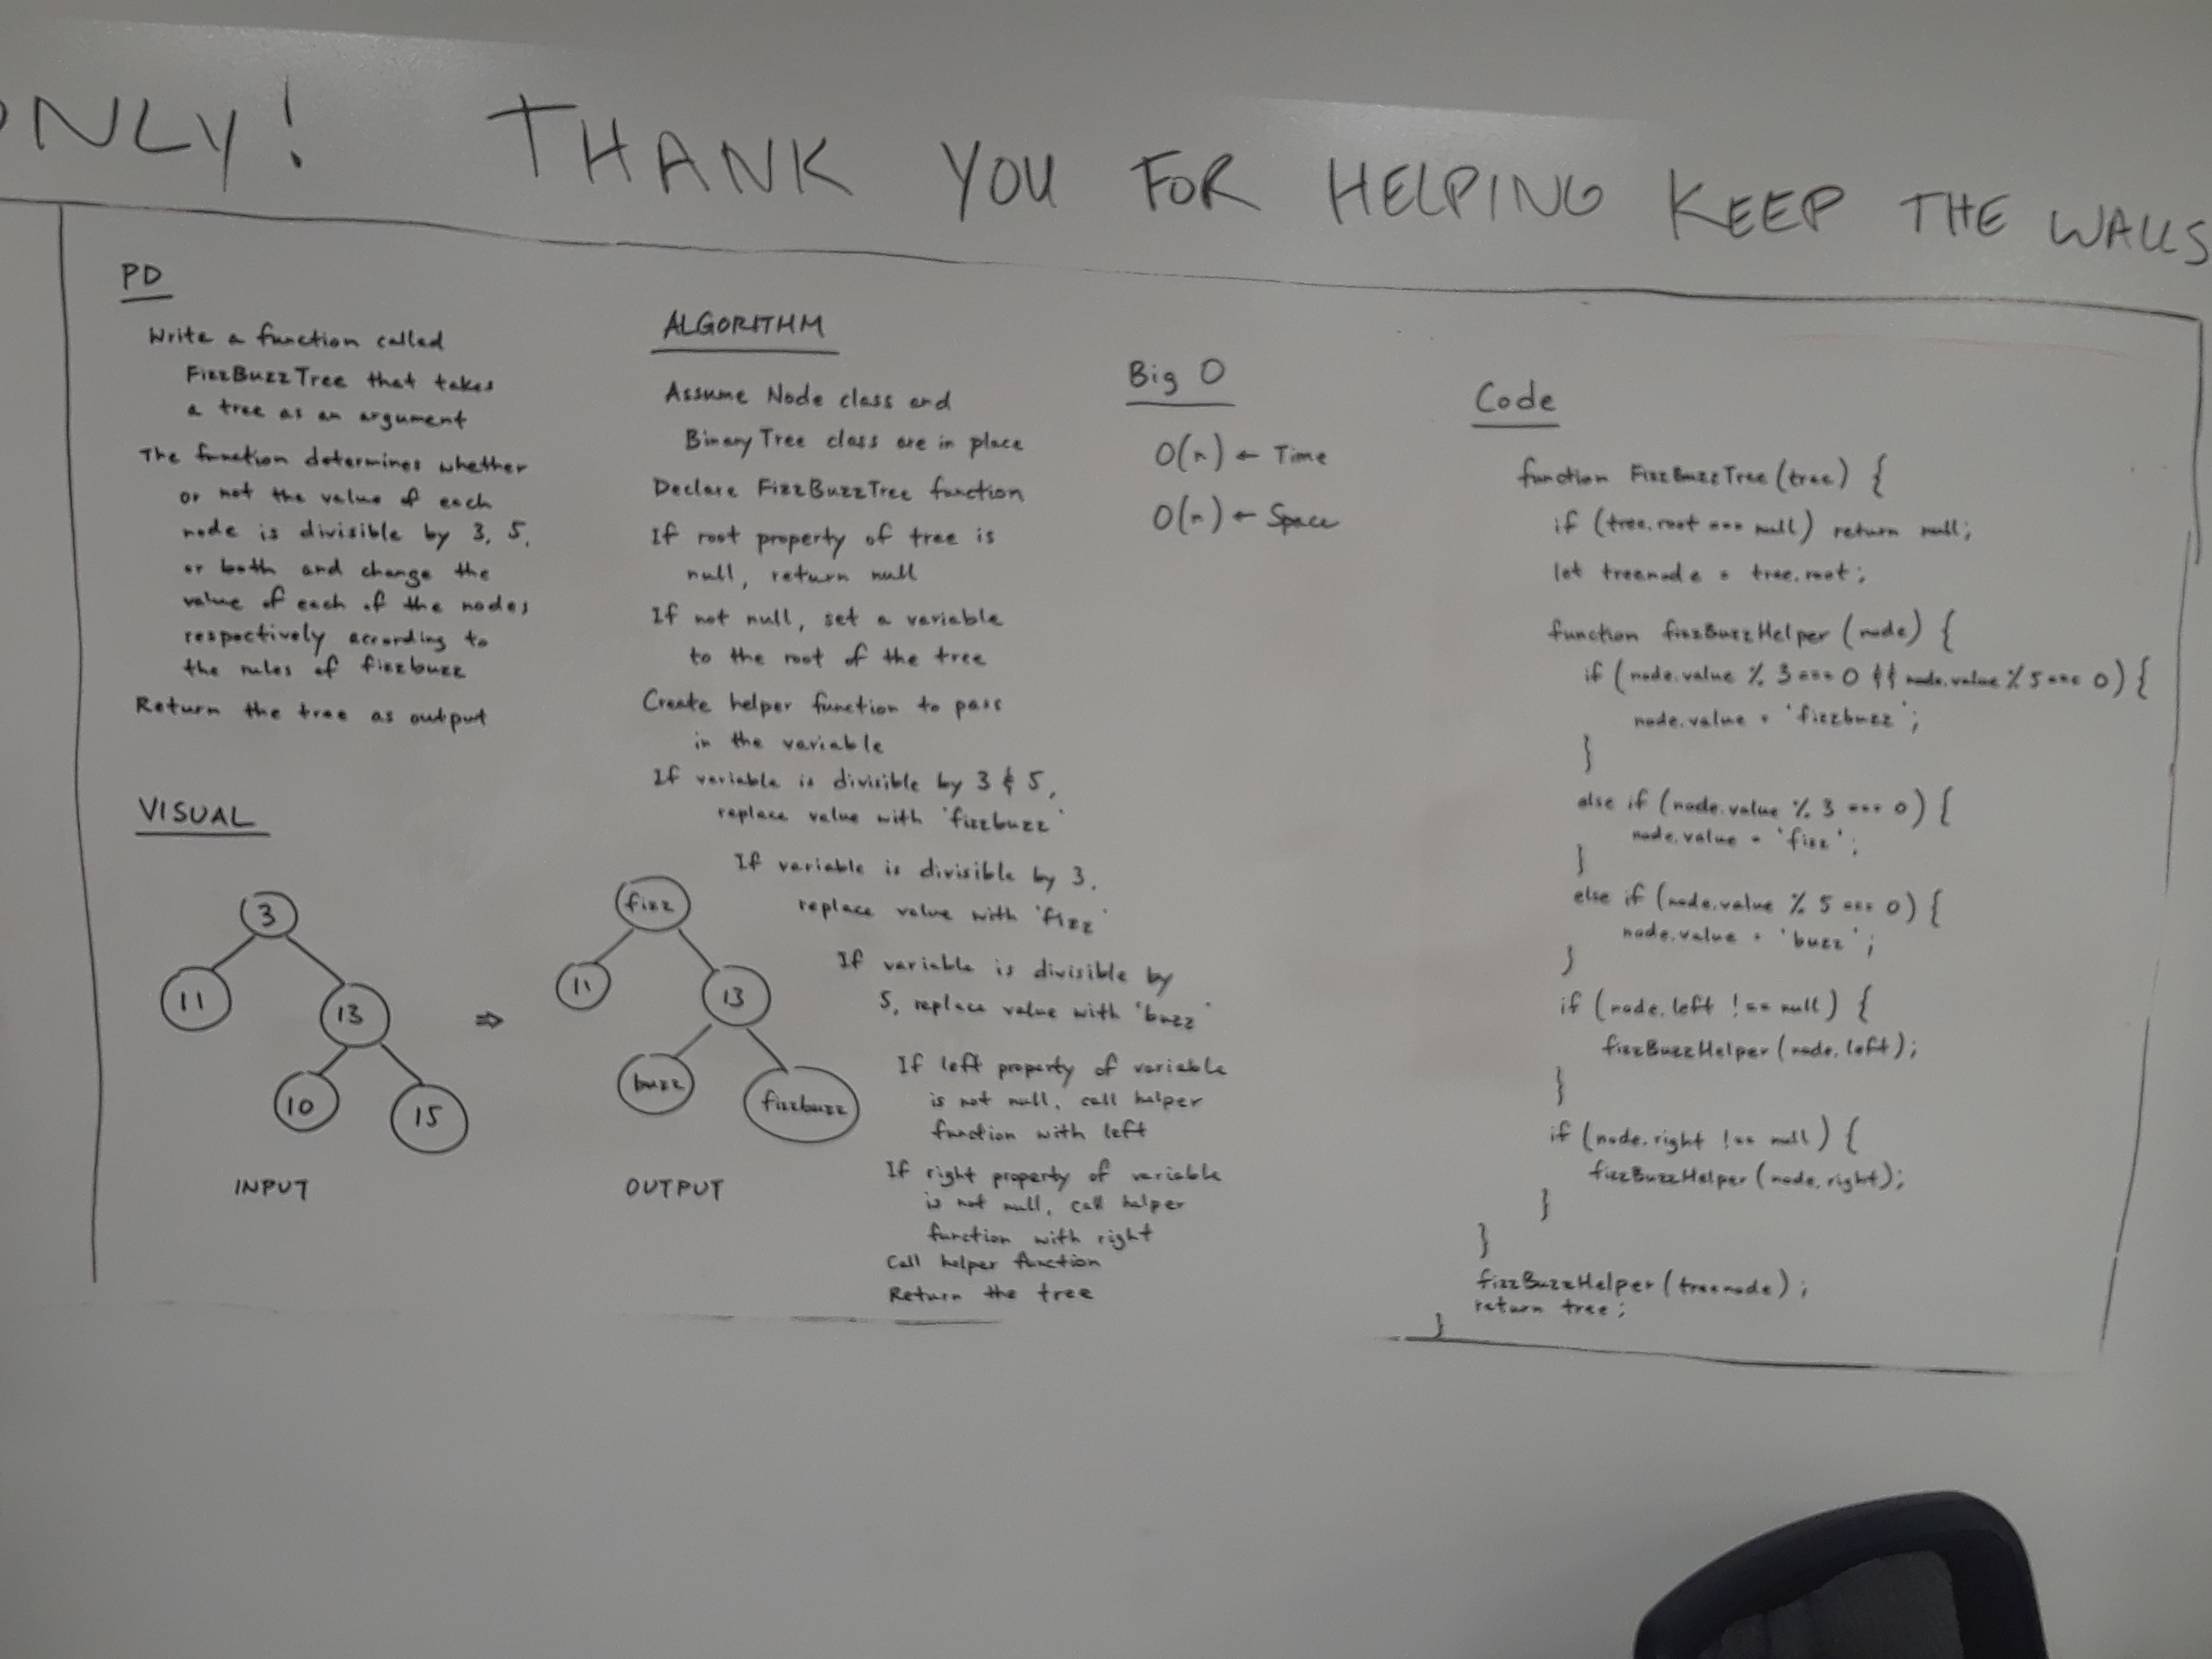 ONLY! THANK YOU FOR HELPING KEEP THE WALLS
PD
Write a function called
FizzBuzzTree that takes
a tree as an argument
The function determines whether
or not the value of each
node is divisible by 3, 5,
or both and change the
value of each of the nodes
respectively according to
the rules of fizzbuzz
Return the tree as output
VISUAL
3
11
13
10
15
INPUT
⇒
fizz
11
13
buzz
fizzbuzz
OUTPUT
ALGORITHM
Assume Node class and
Binary Tree class are in place
Declare FizzBuzzTree function
If root property of tree is
null, return null
If not null, set a variable
to the root of the tree
Create helper function to pass
in the variable
If variable is divisible by 3 & 5,
replace value with 'fizzbuzz'
If variable is divisible by 3,
replace value with 'fizz'
If variable is divisible by
5, replace value with 'buzz'
If left property of variable
is not null, call helper
function with left
If right property of variable
is not null, call helper
function with right
Call helper function
Return the tree
Big O
O(n) ← Time
O(n) ← Space
Code
function FizzBuzzTree (tree) {
if (tree.root === null) return null;
let treenode = tree.root;
function fizzBuzzHelper (node) {
if (node.value % 3 === 0 && node.value % 5 === 0) {
node.value = 'fizzbuzz';
}
else if (node.value % 3 === 0) {
node.value = 'fizz';
}
else if (node.value % 5 === 0) {
node.value = 'buzz';
}
if (node.left !== null) {
fizzBuzzHelper (node.left);
}
if (node.right !== null) {
fizzBuzzHelper (node.right);
}
}
fizzBuzzHelper (treenode);
return tree;
}